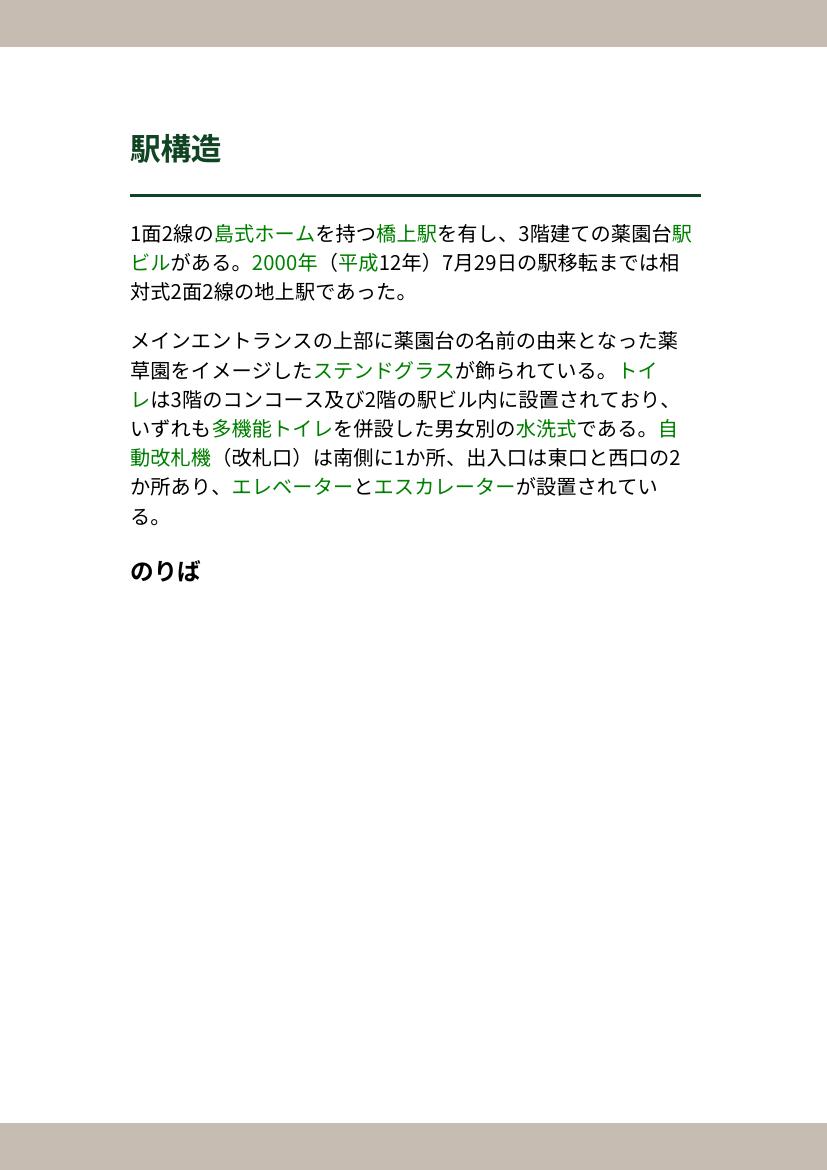 駅構造
1面2線の島式ホームを持つ橋上駅を有し、3階建ての薬園台駅
ビルがある。2000年（平成12年）7月29日の駅移転までは相
対式2面2線の地上駅であった。
メインエントランスの上部に薬園台の名前の由来となった薬
草園をイメージしたステンドグラスが飾られている。トイ
レは3階のコンコース及び2階の駅ビル内に設置されており、
いずれも多機能トイレを併設した男女別の水洗式である。自
動改札機（改札口）は南側に1か所、出入口は東口と西口の2
か所あり、エレベーターとエスカレーターが設置されてい
る。
のりば